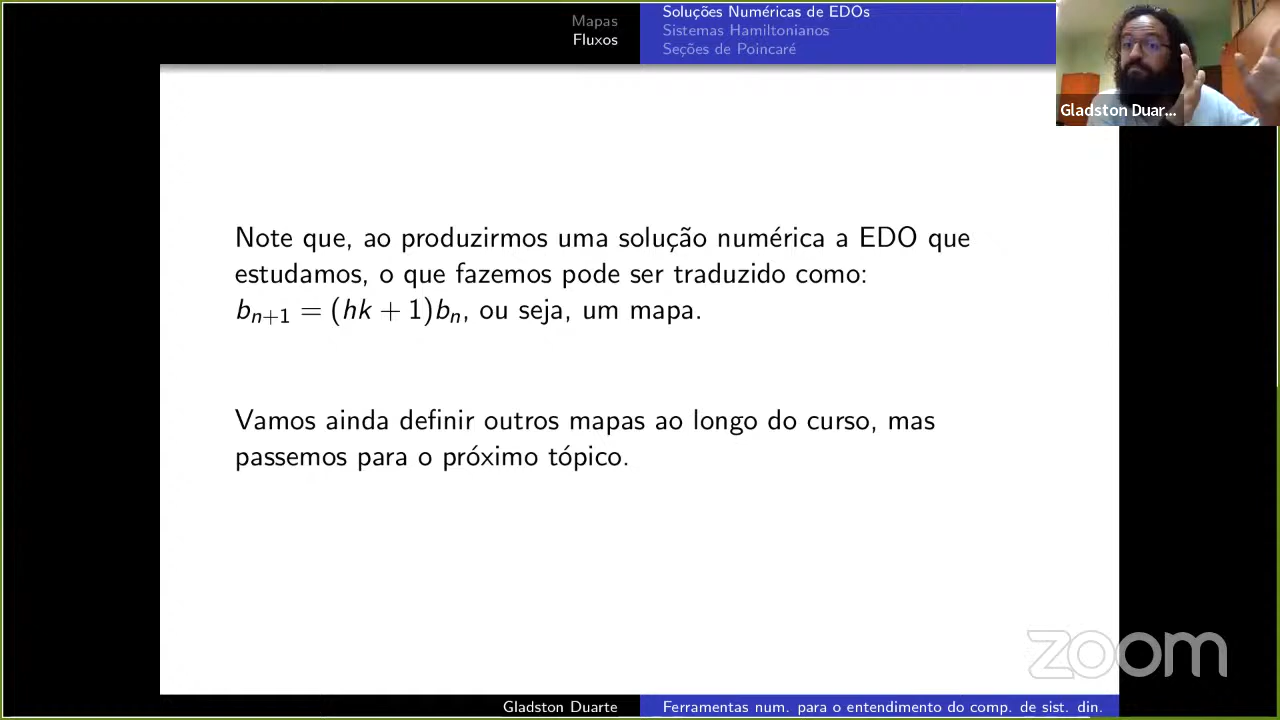 Mapas
Fluxos
Soluções Numéricas de EDOs
Sistemas Hamiltonianos
Seções de Poincaré
Gladston Duar...
Note que, ao produzirmos uma solução numérica a EDO que
estudamos, o que fazemos pode ser traduzido como:
bₙ₊₁ = (hk + 1)bₙ, ou seja, um mapa.
Vamos ainda definir outros mapas ao longo do curso, mas
passemos para o próximo tópico.
zoom
Gladston Duarte
Ferramentas num. para o entendimento do comp. de sist. din.